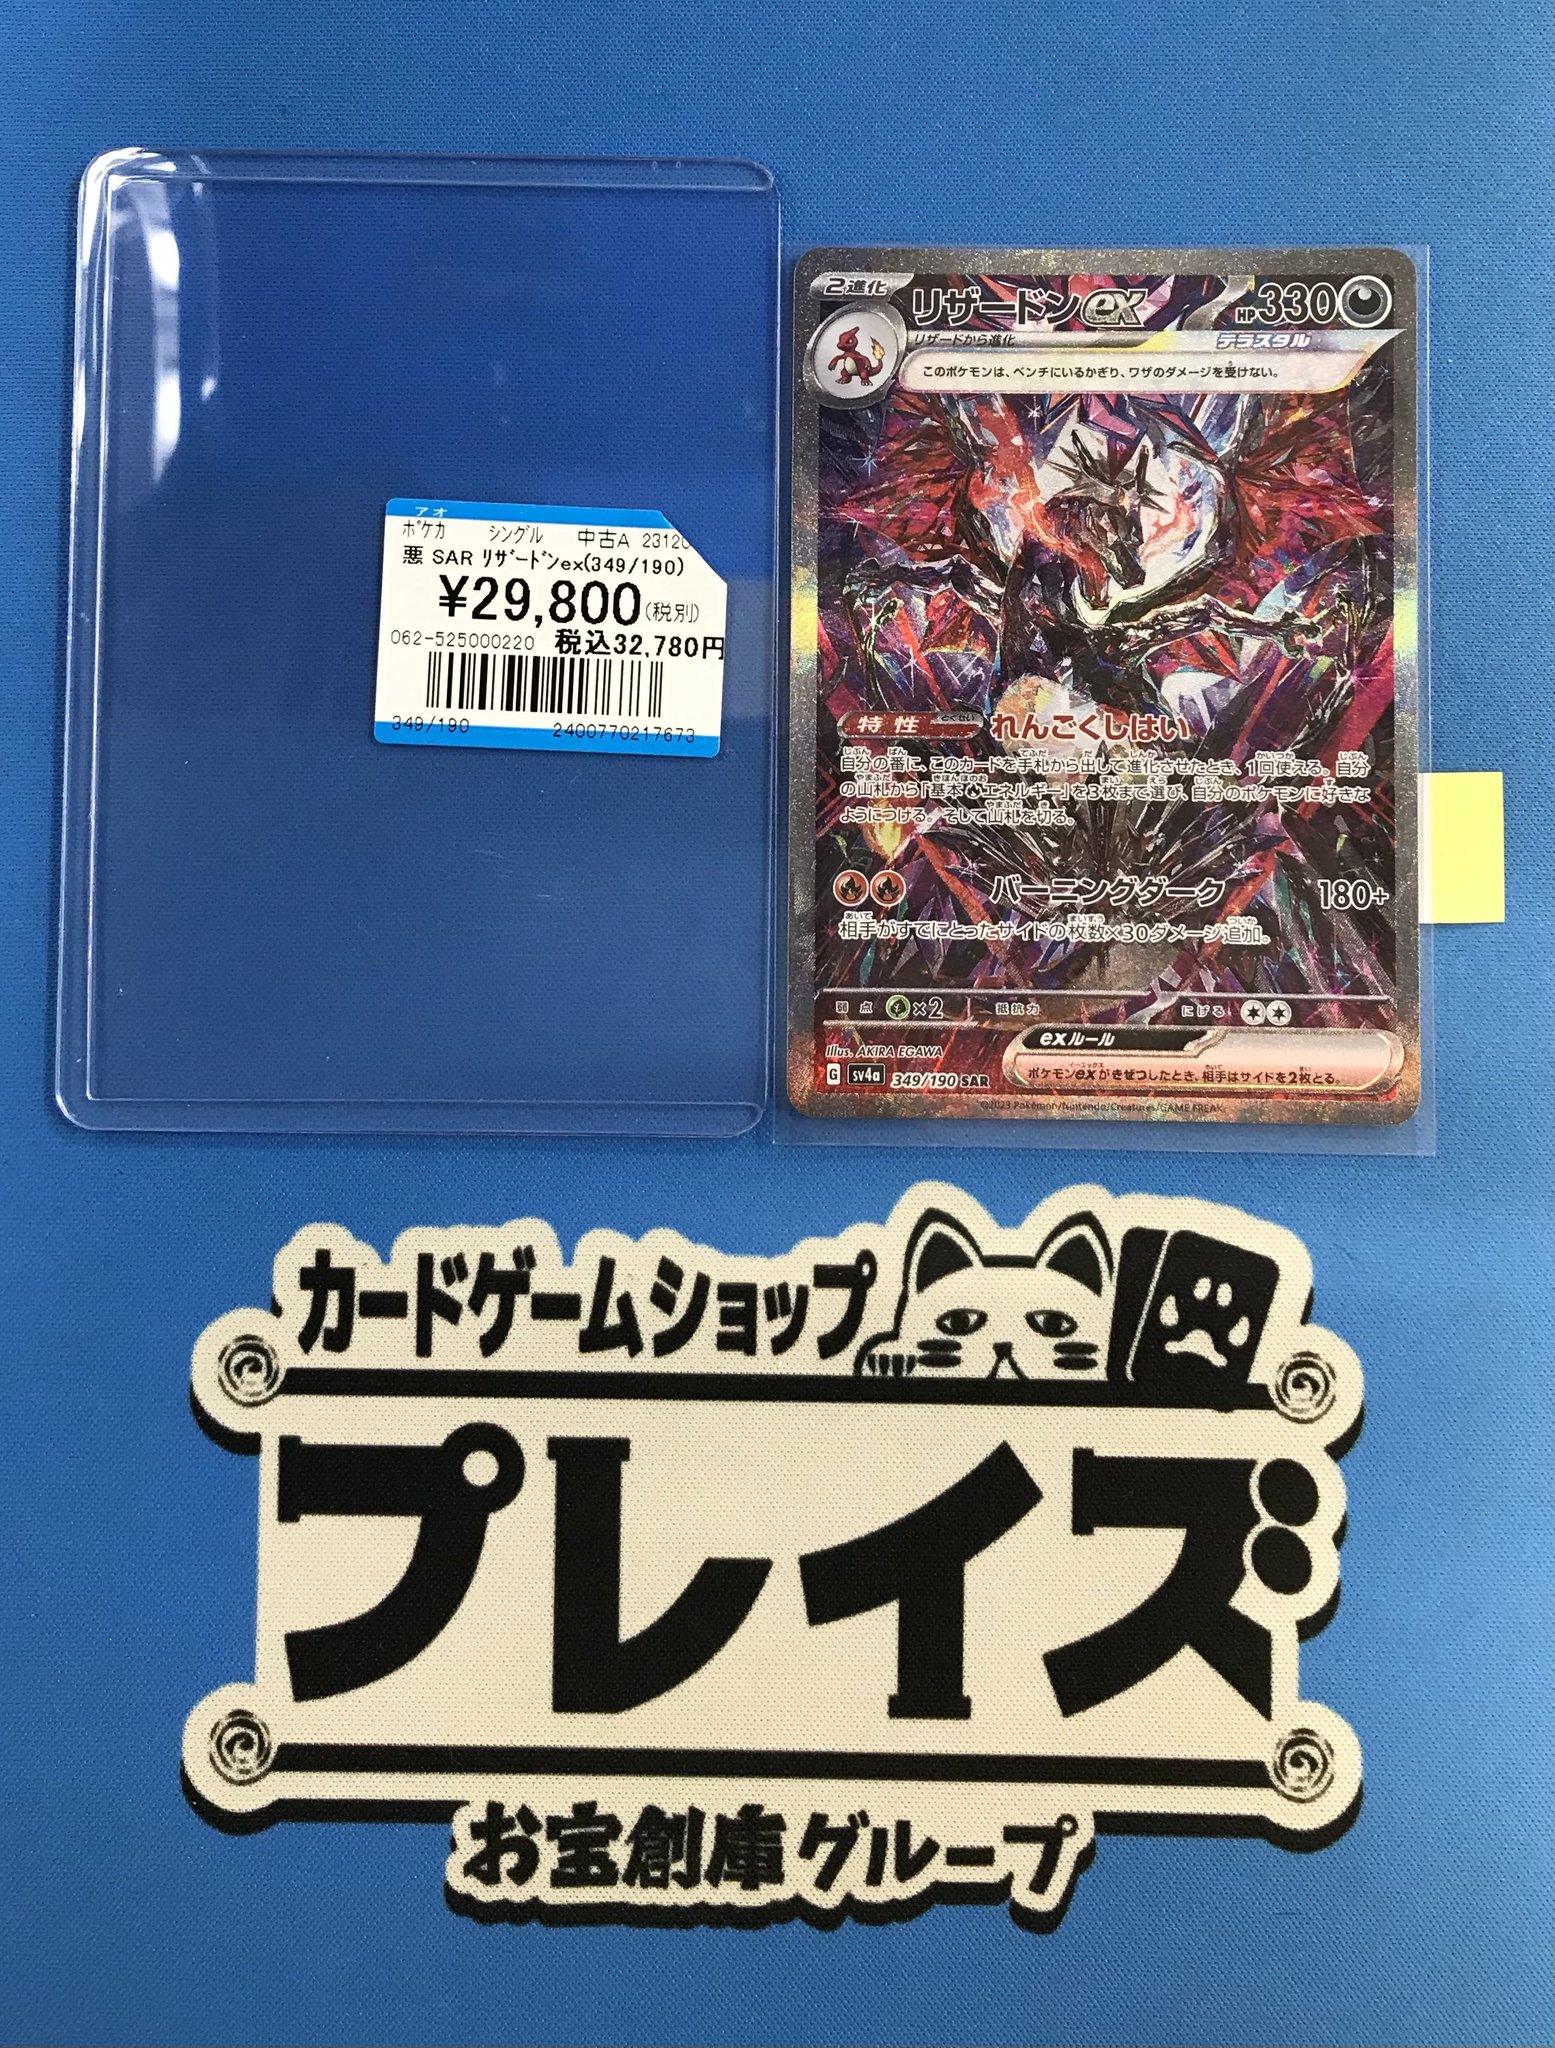 アオ
ポケカ シングル 中古A 23120
悪 SAR リザードンex(349/190)
¥29,800(税別)
062-525000220 税込32,780円
349/190 2400770217673
2進化 リザードンex HP330
リザードから進化 テラスタル
このポケモンは、ベンチにいるかぎり、ワザのダメージを受けない。
特性 とくせい れんごくしはい
自分の番に、このカードを手札から出して進化させたとき、1回使える。自分
の山札から「基本エネルギー」を3枚まで選び、自分のポケモンに好きな
ようにつける。そして山札を切る。
バーニングダーク 180+
相手がすでにとったサイドの枚数×30ダメージ追加。
弱点 ×2 抵抗力 にげる
Illus. AKIRA EGAWA
exルール
ポケモンexがきぜつしたとき、相手はサイドを2枚とる。
G sv4a 349/190 SAR
©2023 Pokémon/Nintendo/Creatures/GAME FREAK.
カードゲームショップ
プレイズ
お宝創庫グループ